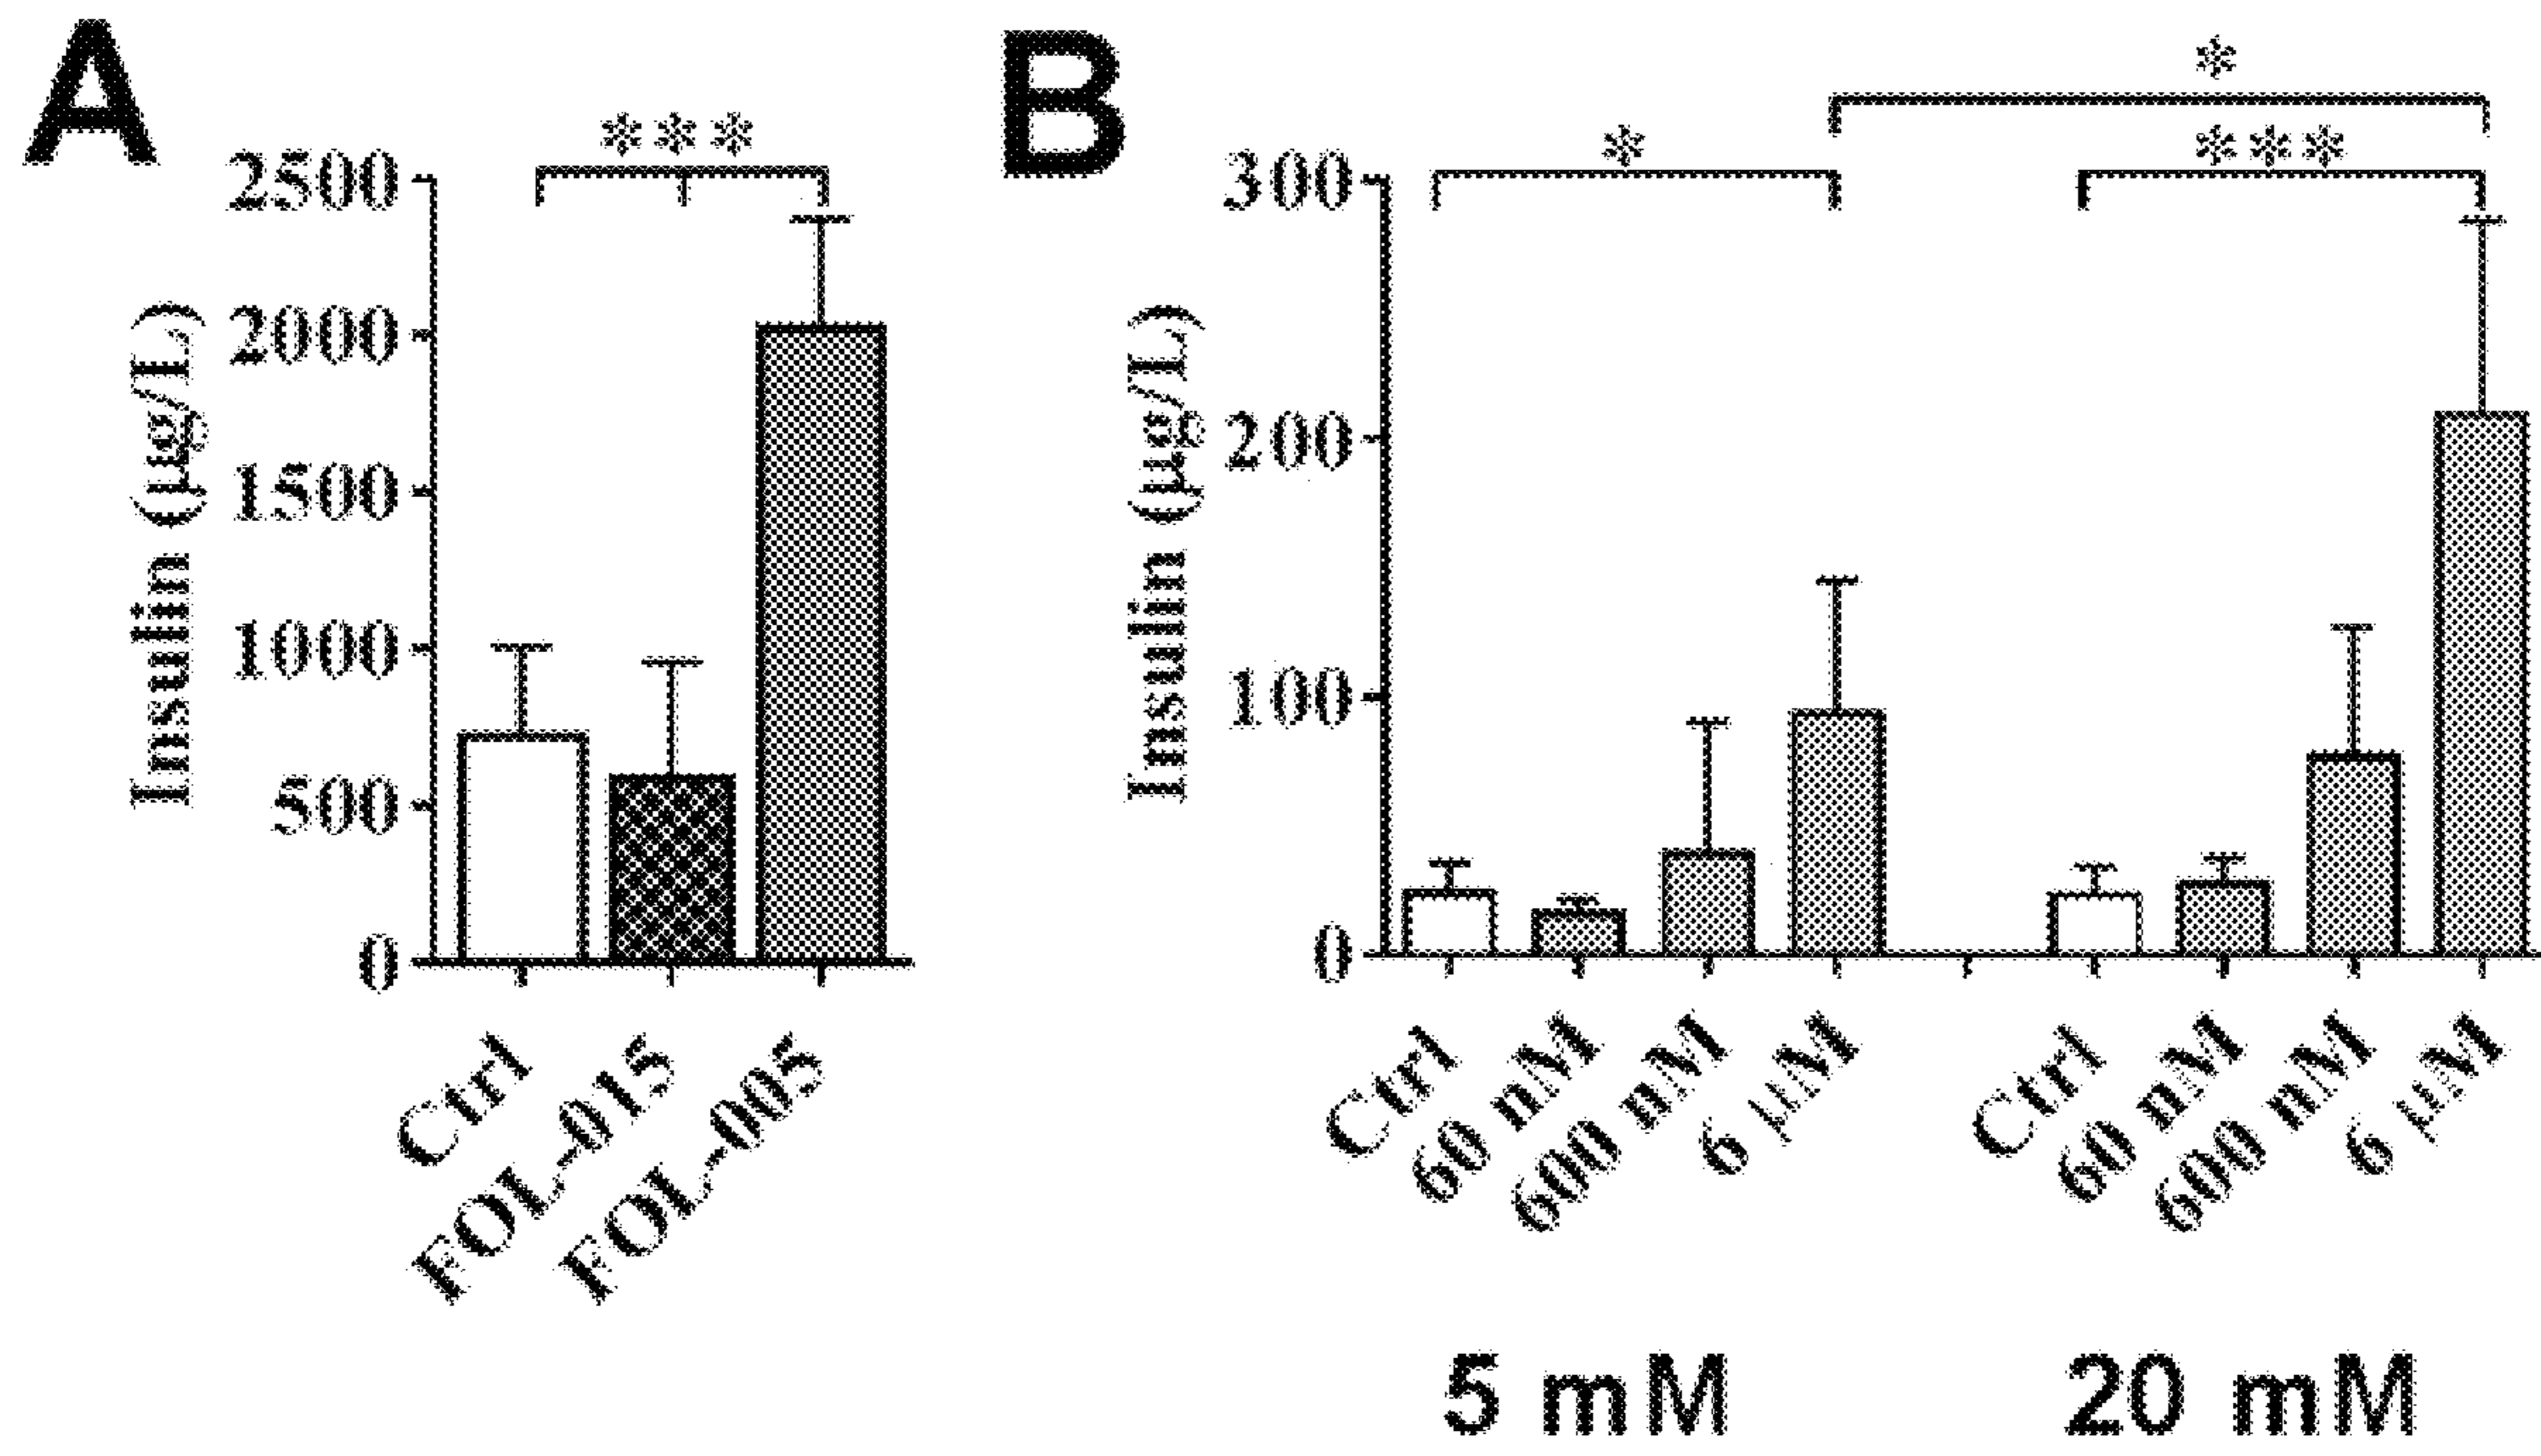 A
***
2500
2000
1500
1000
500
0
Insulin (µg/L)
Ctrl
FOL-015
FOL-005
B
*
*
***
300
200
100
0
Insulin (µg/L)
Ctrl
60 nM
600 nM
6 µM
Ctrl
60 nM
600 nM
6 µM
5 mM
20 mM